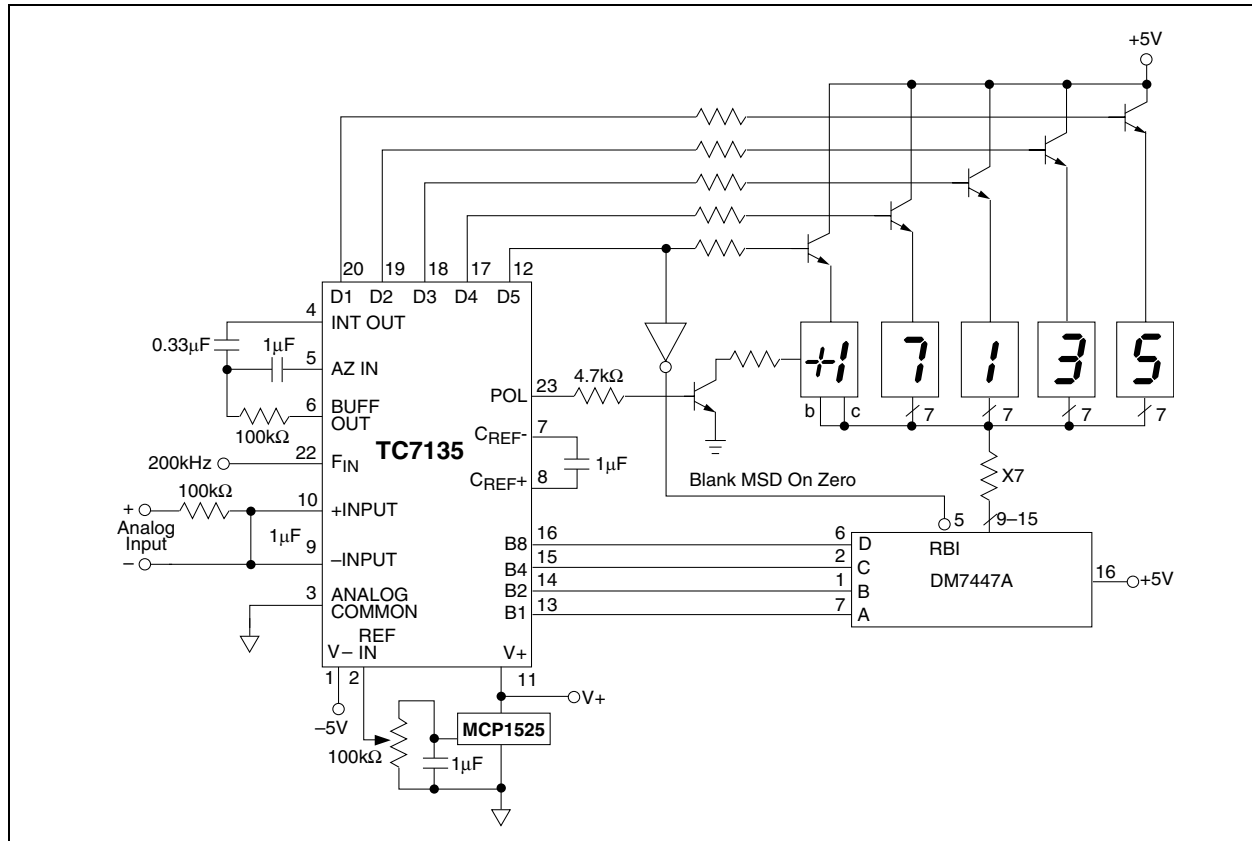 +5V
20
19
18
17
12
D1
D2
D3
D4
D5
4
INT OUT
0.33µF
1µF
5
AZ IN
6
BUFF
OUT
100kΩ
TC7135
POL
23
4.7kΩ
+1
7
1
3
5
b
c
7
7
7
7
CREF-
7
CREF+
8
1µF
200kHz
22
FIN
100kΩ
+
Analog
Input
–
10
+INPUT
1µF
9
–INPUT
3
ANALOG
COMMON
Blank MSD On Zero
X7
5
9–15
RBI
DM7447A
B8
16
6
D
B4
15
2
C
B2
14
1
B
B1
13
7
A
16
+5V
V–
REF
IN
V+
1
2
11
–5V
V+
MCP1525
100kΩ
1µF